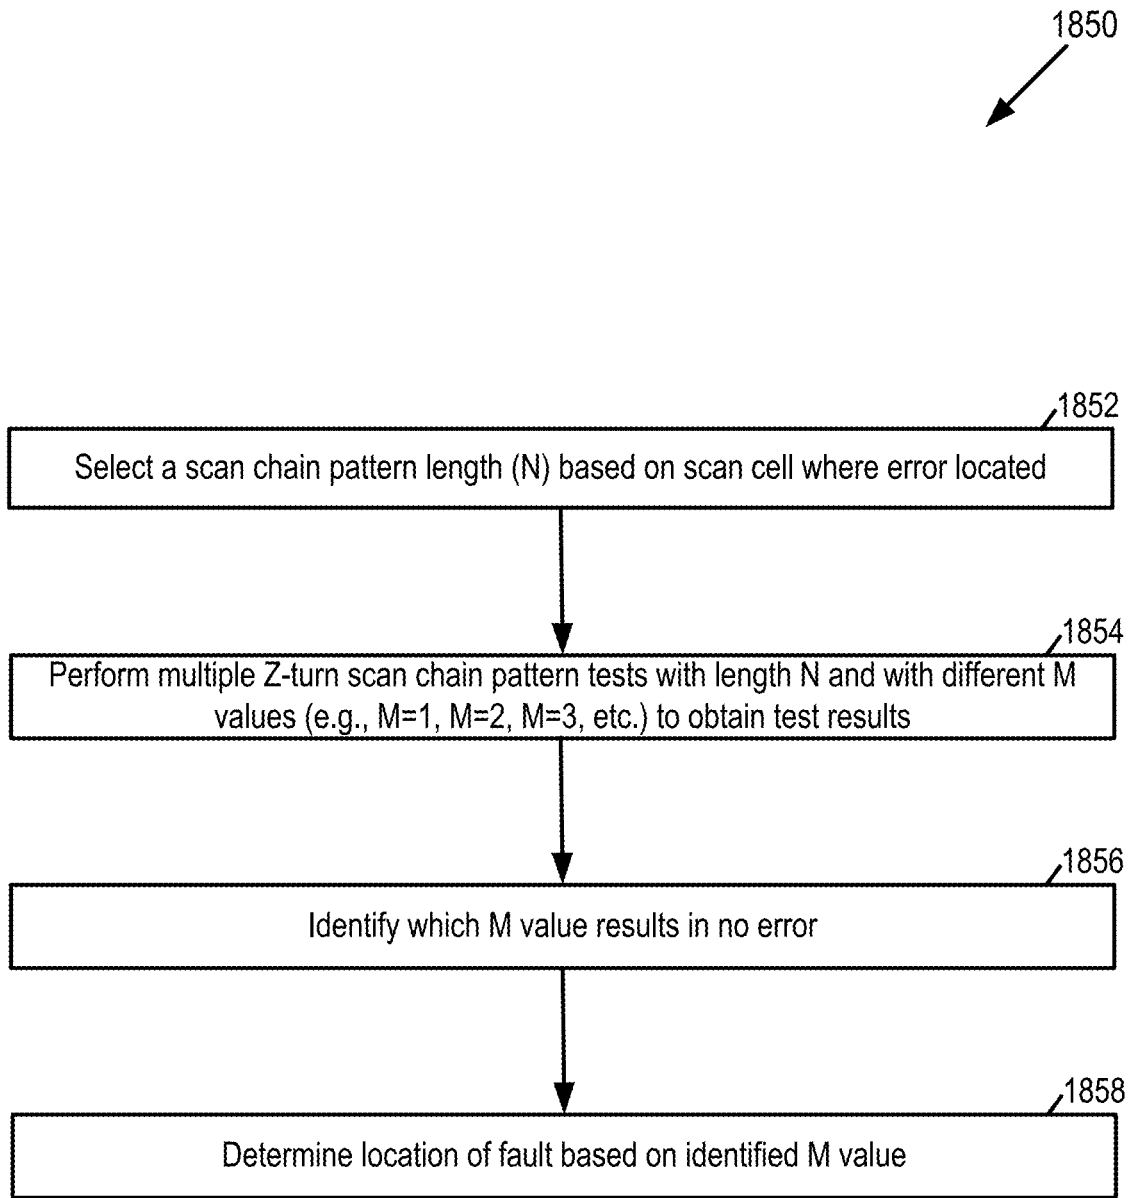 1850
1852
Select a scan chain pattern length (N) based on scan cell where error located
1854
Perform multiple Z-turn scan chain pattern tests with length N and with different M
values (e.g., M=1, M=2, M=3, etc.) to obtain test results
1856
Identify which M value results in no error
1858
Determine location of fault based on identified M value